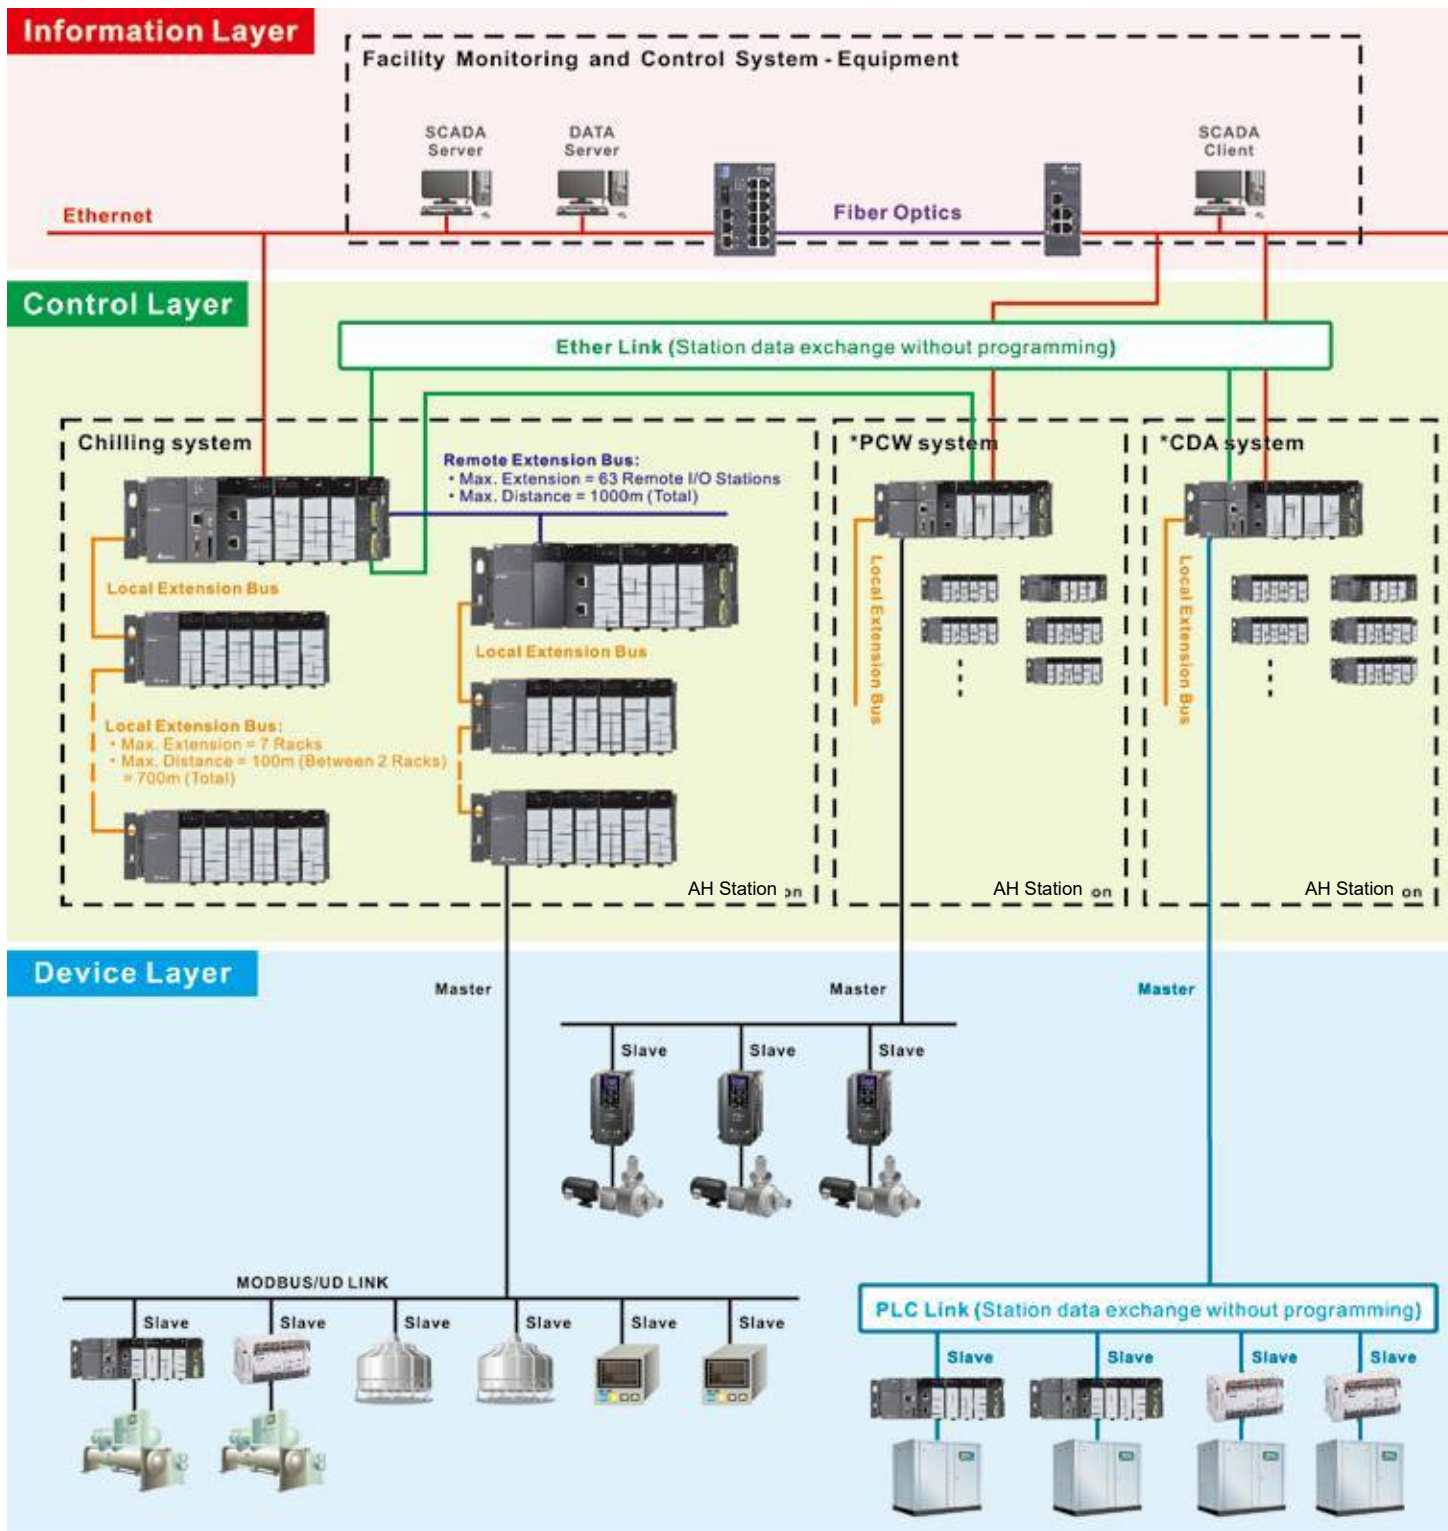 Information Layer
Facility Monitoring and Control System - Equipment
SCADA
Server
DATA
Server
SCADA
Client
Ethernet
Fiber Optics
Control Layer
Ether Link (Station data exchange without programming)
Chilling system
*PCW system
*CDA system
Remote Extension Bus:
• Max. Extension = 63 Remote I/O Stations
• Max. Distance = 1000m (Total)
Local Extension Bus
Local Extension Bus
Local Extension Bus
Local Extension Bus
Local Extension Bus:
• Max. Extension = 7 Racks
• Max. Distance = 100m (Between 2 Racks)
= 700m (Total)
AH Station on
AH Station on
AH Station on
Device Layer
Master
Master
Master
Slave
Slave
Slave
MODBUS/UD LINK
Slave
Slave
Slave
Slave
Slave
Slave
PLC Link (Station data exchange without programming)
Slave
Slave
Slave
Slave